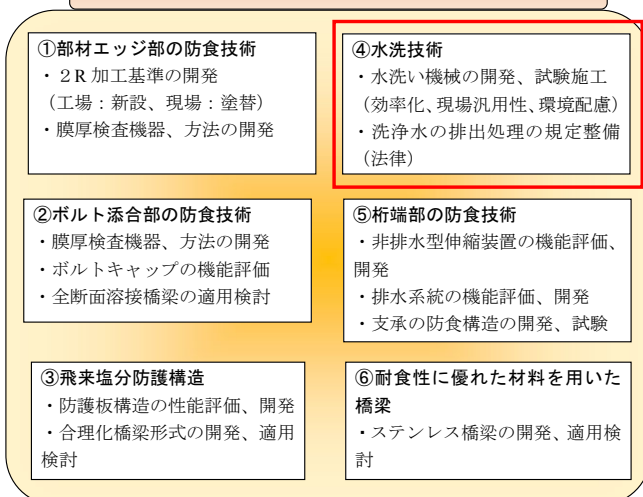 ①部材エッジ部の防食技術
・２R 加工基準の開発
（工場：新設、現場：塗替）
・膜厚検査機器、方法の開発
②ボルト添合部の防食技術
・膜厚検査機器、方法の開発
・ボルトキャップの機能評価
・全断面溶接橋梁の適用検討
③飛来塩分防護構造
・防護板構造の性能評価、開発
・合理化橋梁形式の開発、適用
検討
④水洗技術
・水洗い機械の開発、試験施工
（効率化、現場汎用性、環境配慮）
・洗浄水の排出処理の規定整備
（法律）
⑤桁端部の防食技術
・非排水型伸縮装置の機能評価、
開発
・排水系統の機能評価、開発
・支承の防食構造の開発、試験
⑥耐食性に優れた材料を用いた
橋梁
・ステンレス橋梁の開発、適用検
討